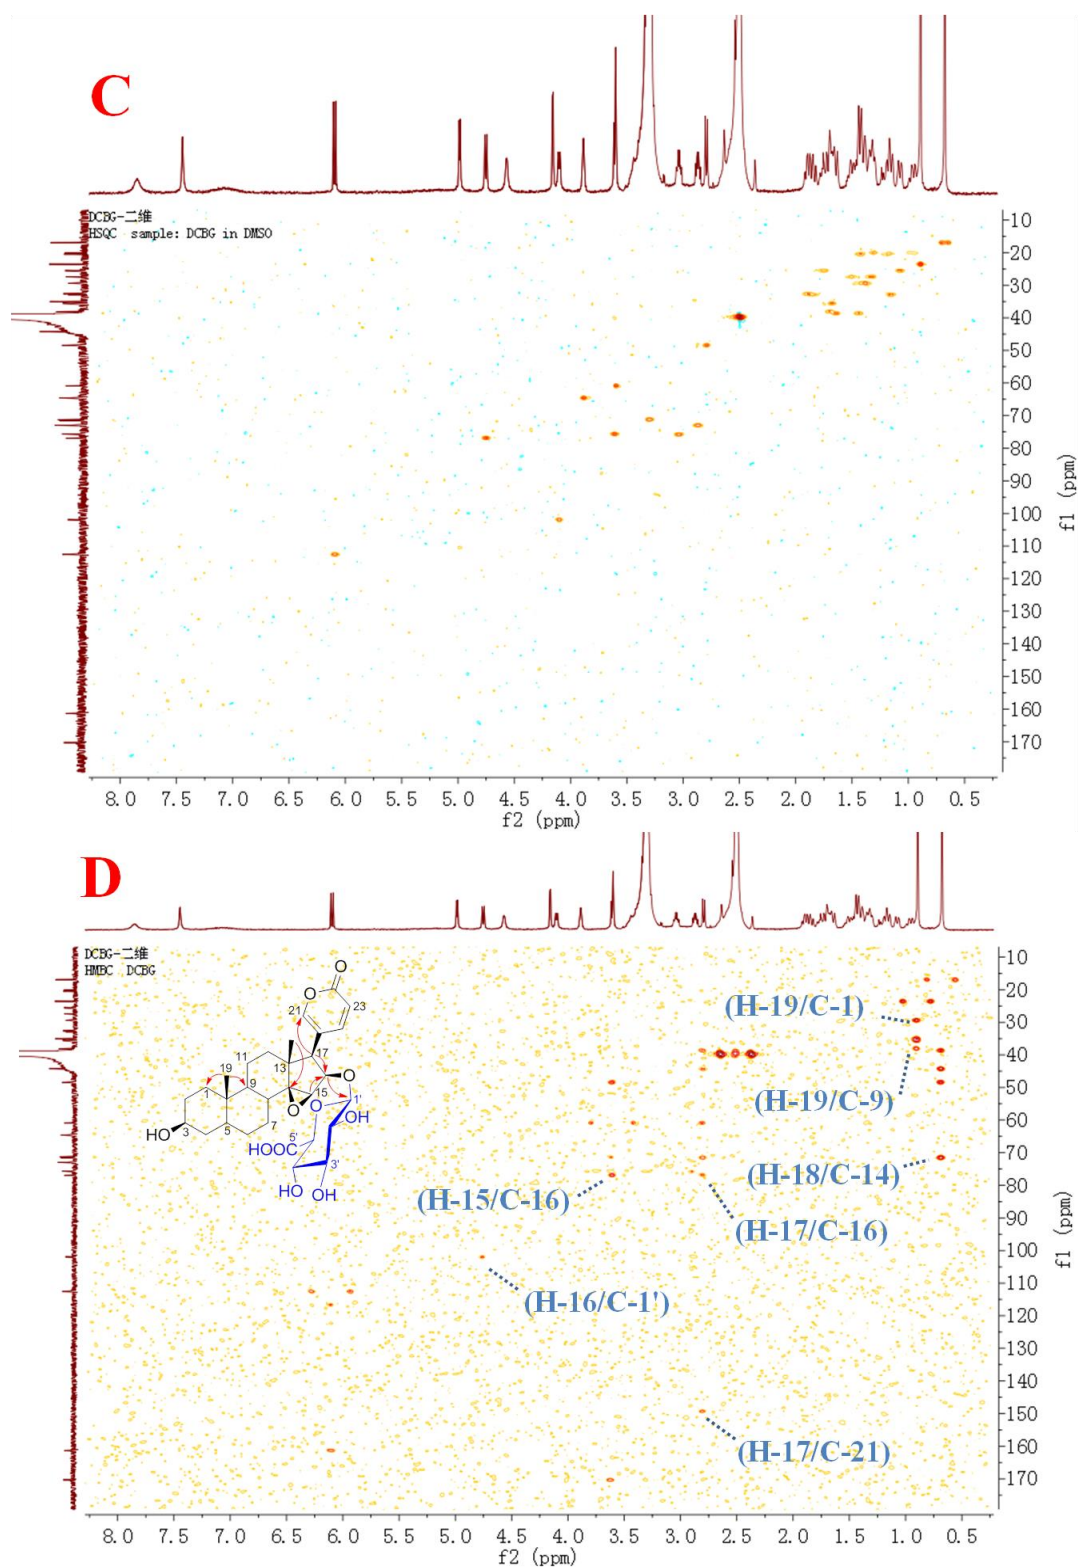 C
DCBG-二维
HSQC sample: DCBG in DMSO
10
20
30
40
50
60
70
80
90
100
110
120
130
140
150
160
170
f1 (ppm)
8.0 7.5 7.0 6.5 6.0 5.5 5.0 4.5 4.0 3.5 3.0 2.5 2.0 1.5 1.0 0.5
f2 (ppm)
D
DCBG-二维
HMBC DCBG
O
O
21
23
17
11
19
13
1
9
15
16
O
1'
O
O
OH
HO
3
5
7
HOOC
5'
3'
HO
OH
(H-19/C-1)
(H-19/C-9)
(H-18/C-14)
(H-15/C-16)
(H-17/C-16)
(H-16/C-1')
(H-17/C-21)
10
20
30
40
50
60
70
80
90
100
110
120
130
140
150
160
170
f1 (ppm)
8.0 7.5 7.0 6.5 6.0 5.5 5.0 4.5 4.0 3.5 3.0 2.5 2.0 1.5 1.0 0.5
f2 (ppm)